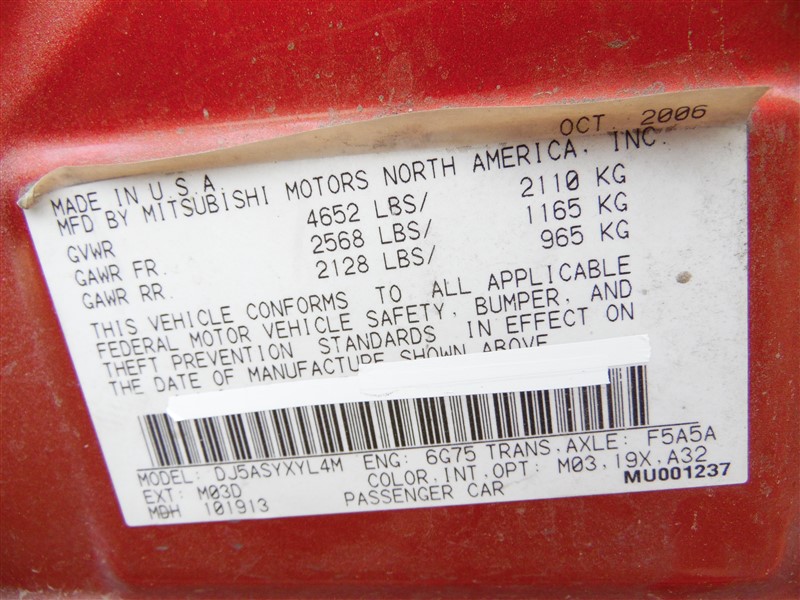 OCT. 2006
MADE IN U.S.A.
MFD BY MITSUBISHI MOTORS NORTH AMERICA, INC.
GVWR 4652 LBS/ 2110 KG
GAWR FR. 2568 LBS/ 1165 KG
GAWR RR. 2128 LBS/ 965 KG
THIS VEHICLE CONFORMS TO ALL APPLICABLE
FEDERAL MOTOR VEHICLE SAFETY, BUMPER, AND
THEFT PREVENTION STANDARDS IN EFFECT ON
THE DATE OF MANUFACTURE SHOWN ABOVE
MODEL: DJ5ASYXYL4M ENG: 6G75 TRANS.AXLE: F5A5A
EXT: M03D COLOR.INT.OPT: M03,19X,A32
MDH 101913 PASSENGER CAR MU001237